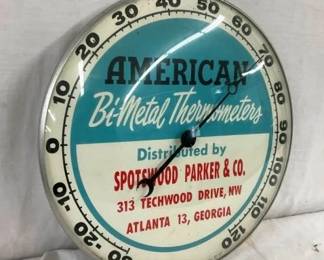 AMERICAN
Bi-Metal Thermometers
Distributed by
SPOTSWOOD PARKER & CO.
313 TECHWOOD DRIVE, NW
ATLANTA 13, GEORGIA
-20
-10
0
10
20
30
40
50
60
70
80
90
100
110
120